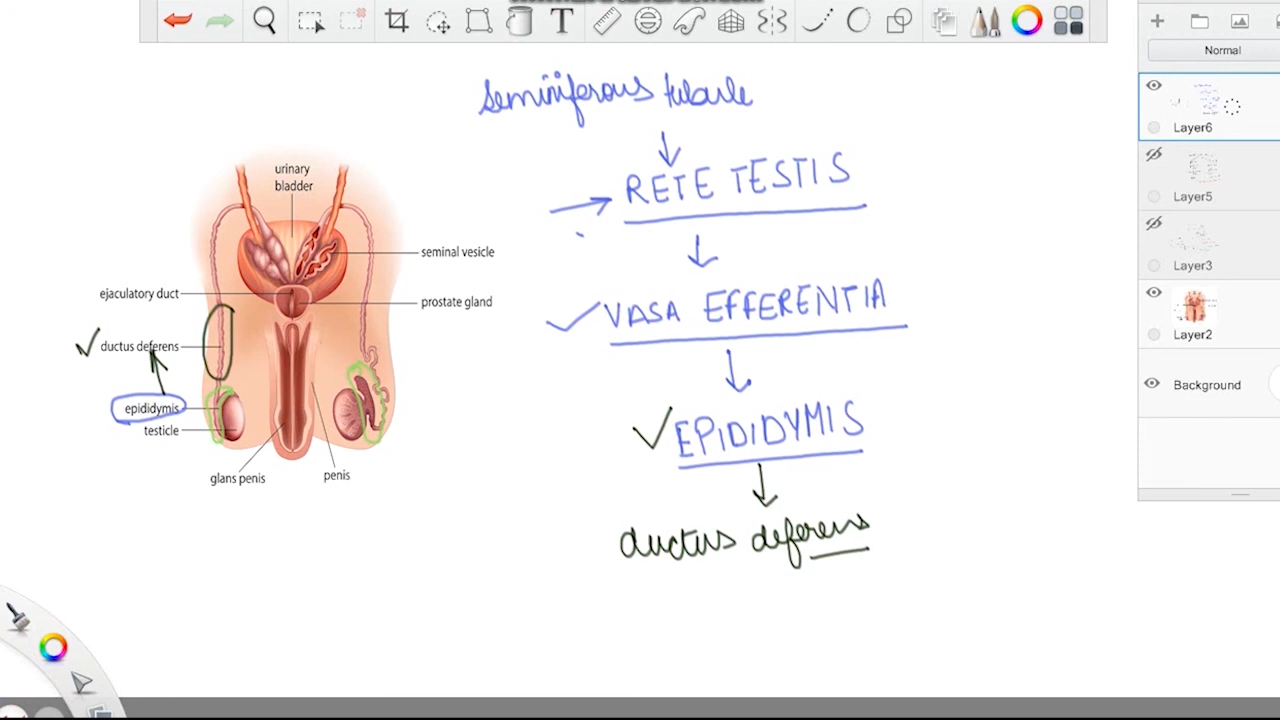 Seminiferous tubule
RETE TESTIS
VASA EFFERENTIA
EPIDIDYMIS
ductus deferens
urinary
bladder
seminal vesicle
ejaculatory duct
prostate gland
ductus deferens
epididymis
testicle
glans penis
penis
Normal
Layer6
Layer5
Layer3
Layer2
Background